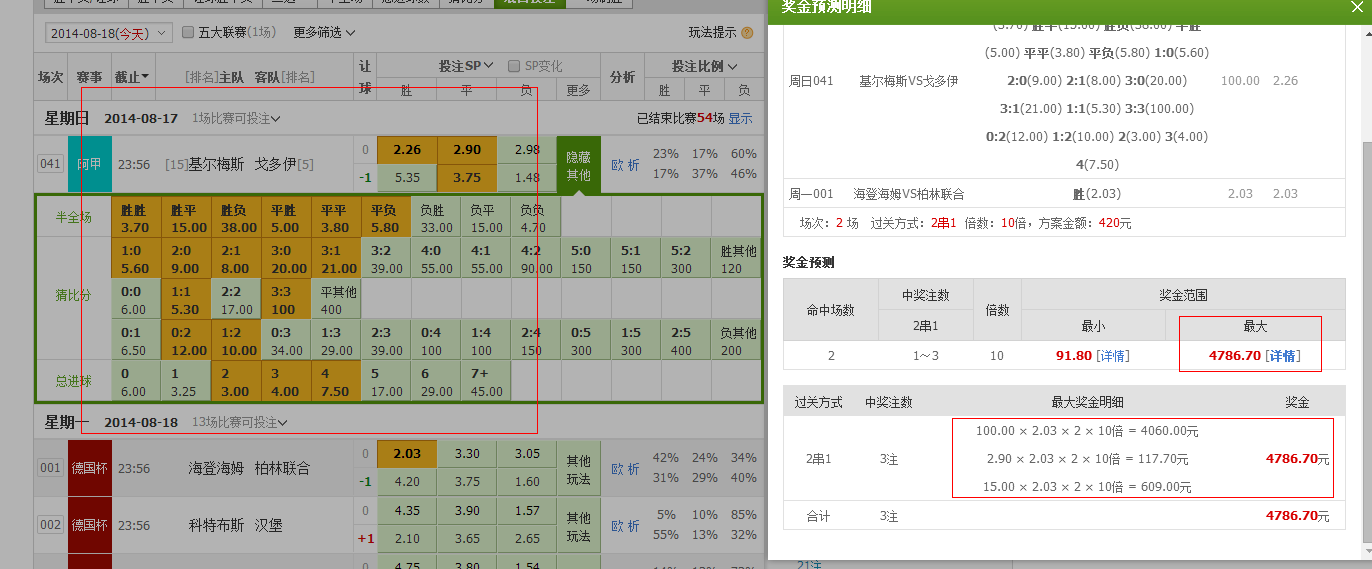 2014-08-18(今天) 五大联赛(1场) 更多筛选 玩法提示
场次 赛事 截止 [排名]主队 客队[排名] 让球 投注SP SP变化 分析 投注比例
胜 平 负 更多 胜 平 负
星期日 2014-08-17 1场比赛可投注 已结束比赛54场 显示
041 阿甲 23:56 [15]基尔梅斯 戈多伊[5] 0 2.26 2.90 2.98 隐藏其他 欧 析 23% 17% 60%
-1 5.35 3.75 1.48 17% 37% 46%
半全场 胜胜 胜平 胜负 平胜 平平 平负 负胜 负平 负负
3.70 15.00 38.00 5.00 3.80 5.80 33.00 15.00 4.70
猜比分
1:0 2:0 2:1 3:0 3:1 3:2 4:0 4:1 4:2 5:0 5:1 5:2 胜其他
5.60 9.00 8.00 20.00 21.00 39.00 55.00 55.00 90.00 150 150 300 120
0:0 1:1 2:2 3:3 平其他
6.00 5.30 17.00 100 400
0:1 0:2 1:2 0:3 1:3 2:3 0:4 1:4 2:4 0:5 1:5 2:5 负其他
6.50 12.00 10.00 34.00 29.00 39.00 100 100 150 300 300 400 200
总进球 0 1 2 3 4 5 6 7+
6.00 3.25 3.00 4.00 7.50 17.00 29.00 45.00
星期一 2014-08-18 13场比赛可投注
001 德国杯 23:56 海登海姆 柏林联合 0 2.03 3.30 3.05 其他玩法 欧 析 42% 24% 34%
-1 4.20 3.75 1.60 31% 29% 40%
002 德国杯 23:56 科特布斯 汉堡 0 4.35 3.90 1.57 其他玩法 欧 析 5% 10% 85%
+1 2.10 3.65 2.65 55% 13% 32%
4.75 3.80 1.54
奖金预测明细
(3.70) 胜平(15.00) 胜负(38.00) 平胜
(5.00) 平平(3.80) 平负(5.80) 1:0(5.60)
周日041 基尔梅斯VS戈多伊 2:0(9.00) 2:1(8.00) 3:0(20.00) 100.00 2.26
3:1(21.00) 1:1(5.30) 3:3(100.00)
0:2(12.00) 1:2(10.00) 2(3.00) 3(4.00)
4(7.50)
周一001 海登海姆VS柏林联合 胜(2.03) 2.03 2.03
场次：2 场 过关方式：2串1 倍数：10倍，方案金额：420元
奖金预测
命中场数 中奖注数 倍数 奖金范围
2串1 最小 最大
2 1～3 10 91.80 [详情] 4786.70 [详情]
过关方式 中奖注数 最大奖金明细 奖金
2串1 3注 100.00 × 2.03 × 2 × 10倍 = 4060.00元
2.90 × 2.03 × 2 × 10倍 = 117.70元 4786.70元
15.00 × 2.03 × 2 × 10倍 = 609.00元
合计 3注 4786.70元
21注